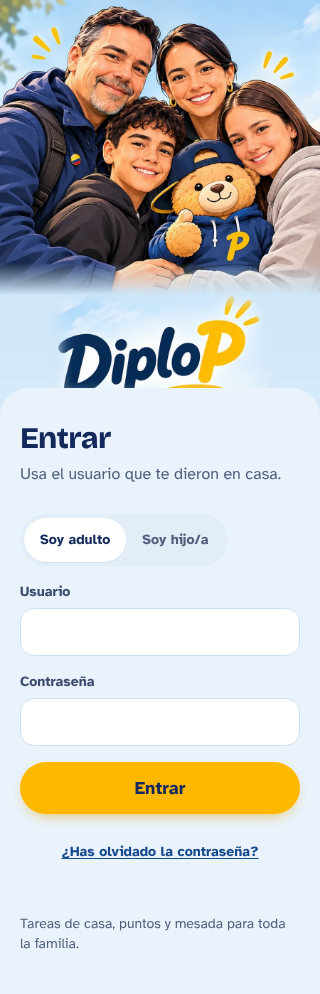 DiploP
P
Entrar
Usa el usuario que te dieron en casa.
Soy adulto
Soy hijo/a
Usuario
Contraseña
Entrar
¿Has olvidado la contraseña?
Tareas de casa, puntos y mesada para toda
la familia.